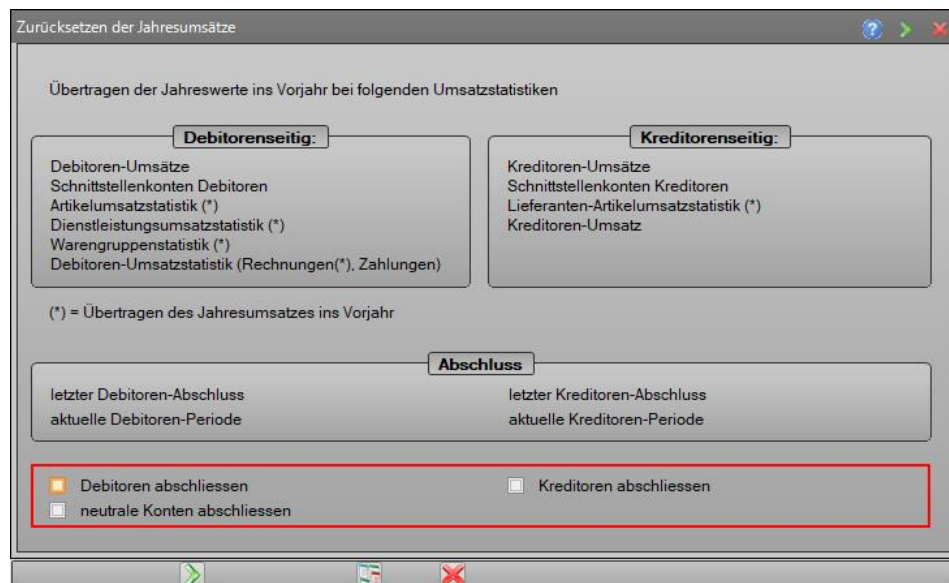 Zurücksetzen der Jahresumsätze
Übertragen der Jahreswerte ins Vorjahr bei folgenden Umsatzstatistiken
Debitorenseitig:
Debitoren-Umsätze
Schnittstellenkonten Debitoren
Artikelumsatzstatistik (*)
Dienstleistungsumsatzstatistik (*)
Warengruppenstatistik (*)
Debitoren-Umsatzstatistik (Rechnungen(*), Zahlungen)
Kreditorenseitig:
Kreditoren-Umsätze
Schnittstellenkonten Kreditoren
Lieferanten-Artikelumsatzstatistik (*)
Kreditoren-Umsatz
(*) = Übertragen des Jahresumsatzes ins Vorjahr
Abschluss
letzter Debitoren-Abschluss
aktuelle Debitoren-Periode
letzter Kreditoren-Abschluss
aktuelle Kreditoren-Periode
Debitoren abschliessen
neutrale Konten abschliessen
Kreditoren abschliessen